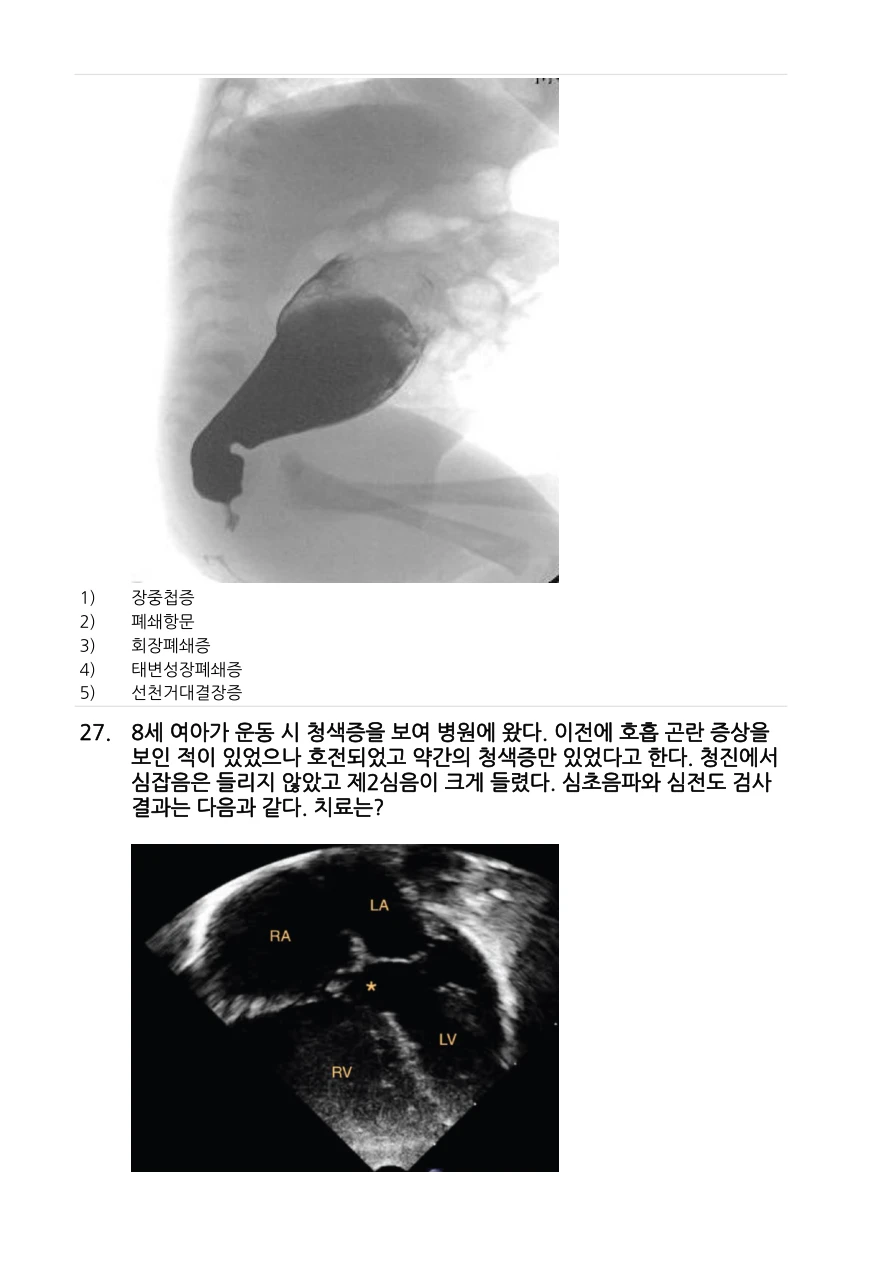 1) 장중첩증
2) 폐쇄항문
3) 회장폐쇄증
4) 태변성장폐쇄증
5) 선천거대결장증
27. 8세 여아가 운동 시 청색증을 보여 병원에 왔다. 이전에 호흡 곤란 증상을
보인 적이 있었으나 호전되었고 약간의 청색증만 있었다고 한다. 청진에서
심잡음은 들리지 않았고 제2심음이 크게 들렸다. 심초음파와 심전도 검사
결과는 다음과 같다. 치료는?
LA
RA
*
LV
RV